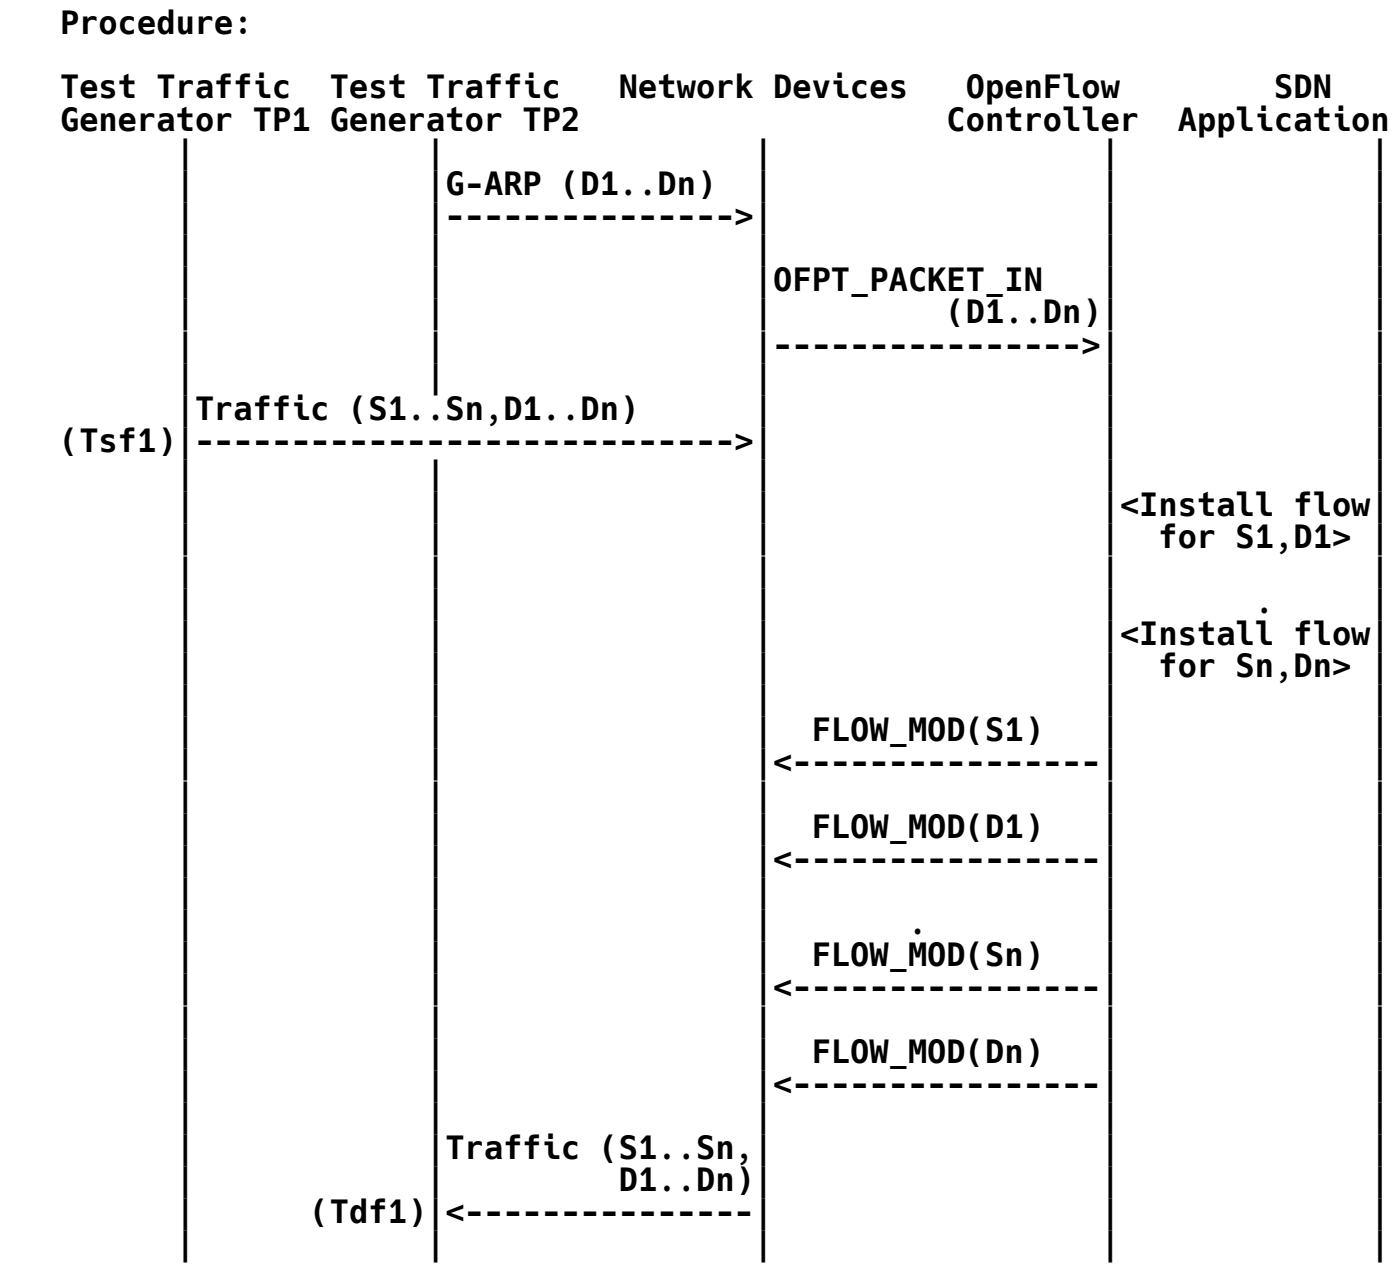 Procedure:
Test Traffic  Test Traffic   Network Devices   OpenFlow        SDN
Generator TP1 Generator TP2                   Controller  Application
G-ARP (D1..Dn)
--------------->
OFPT_PACKET_IN
(D1..Dn)
---------------->
Traffic (S1..Sn,D1..Dn)
(Tsf1) ---------------------------->
<Install flow
for S1,D1>
.
<Install flow
for Sn,Dn>
FLOW_MOD(S1)
<----------------
FLOW_MOD(D1)
<----------------
.
FLOW_MOD(Sn)
<----------------
FLOW_MOD(Dn)
<----------------
Traffic (S1..Sn,
D1..Dn)
(Tdf1) <---------------